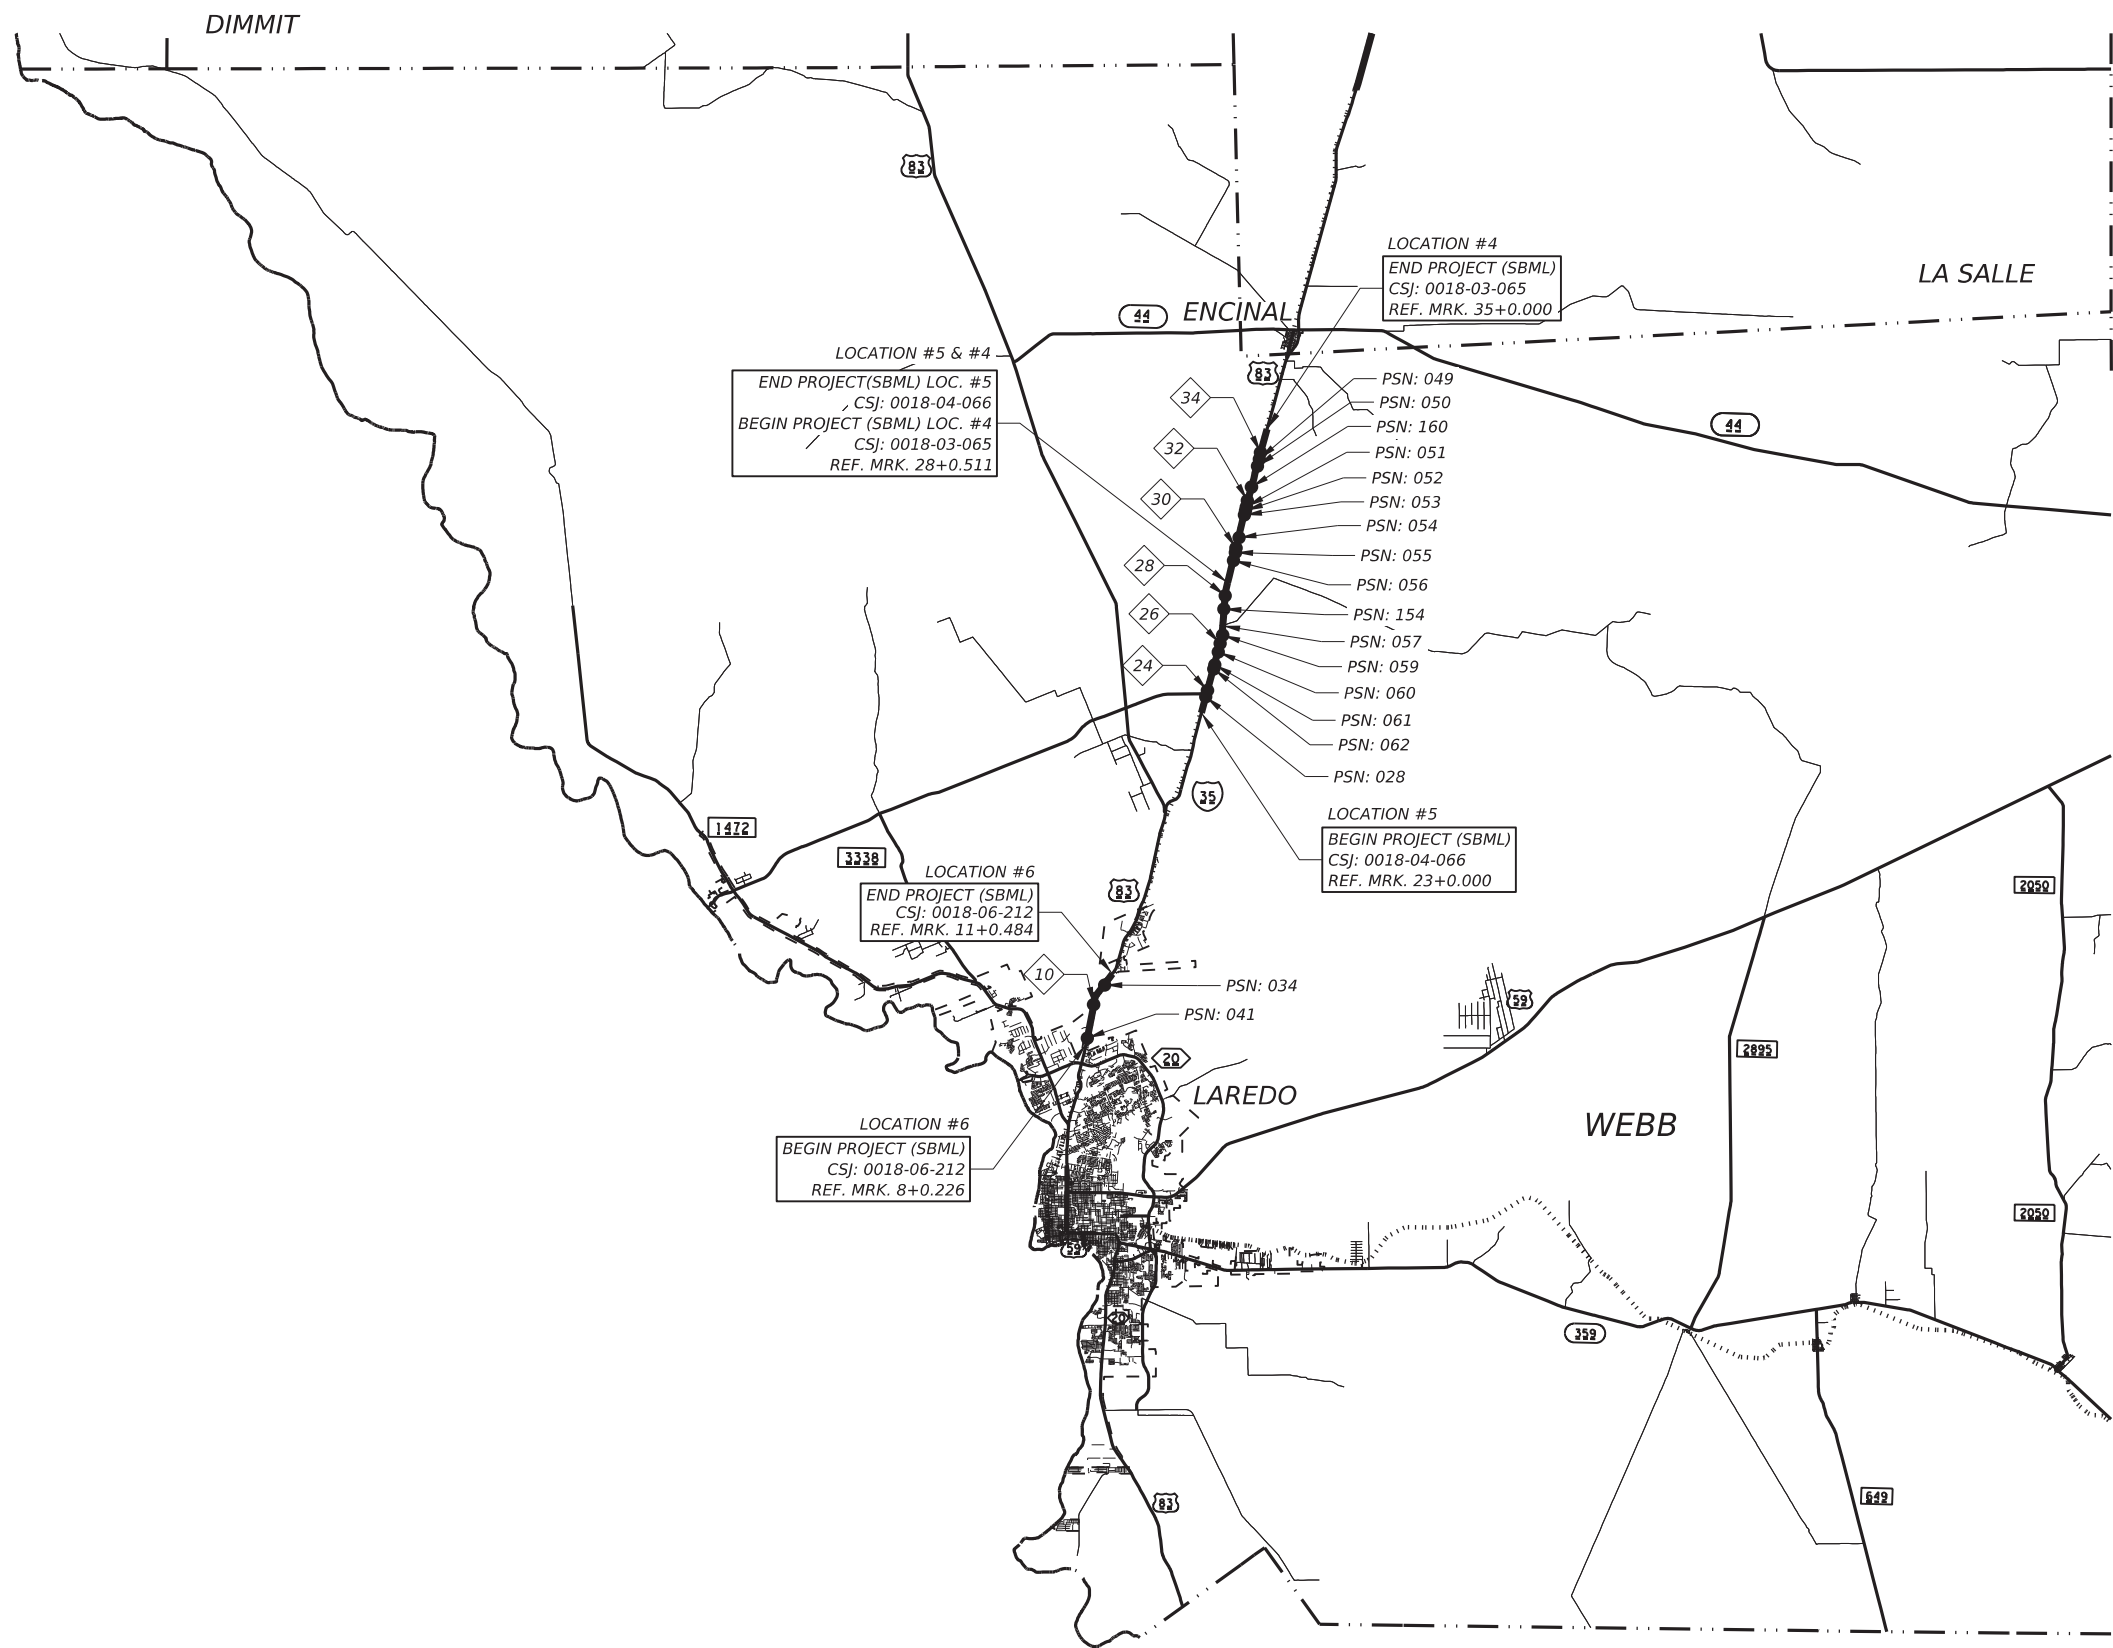 DIMMIT
83
LOCATION #4
END PROJECT (SBML)
CSJ: 0018-03-065
REF. MRK. 35+0.000
LA SALLE
44
ENCINAL
LOCATION #5 & #4
END PROJECT(SBML) LOC. #5
CSJ: 0018-04-066
BEGIN PROJECT (SBML) LOC. #4
CSJ: 0018-03-065
REF. MRK. 28+0.511
83
44
34
32
30
28
26
24
PSN: 049
PSN: 050
PSN: 160
PSN: 051
PSN: 052
PSN: 053
PSN: 054
PSN: 055
PSN: 056
PSN: 154
PSN: 057
PSN: 059
PSN: 060
PSN: 061
PSN: 062
PSN: 028
35
LOCATION #5
BEGIN PROJECT (SBML)
CSJ: 0018-04-066
REF. MRK. 23+0.000
1472
3338
LOCATION #6
END PROJECT (SBML)
CSJ: 0018-06-212
REF. MRK. 11+0.484
83
2050
10
PSN: 034
PSN: 041
59
20
2895
LAREDO
WEBB
LOCATION #6
BEGIN PROJECT (SBML)
CSJ: 0018-06-212
REF. MRK. 8+0.226
2050
59
20
359
83
649